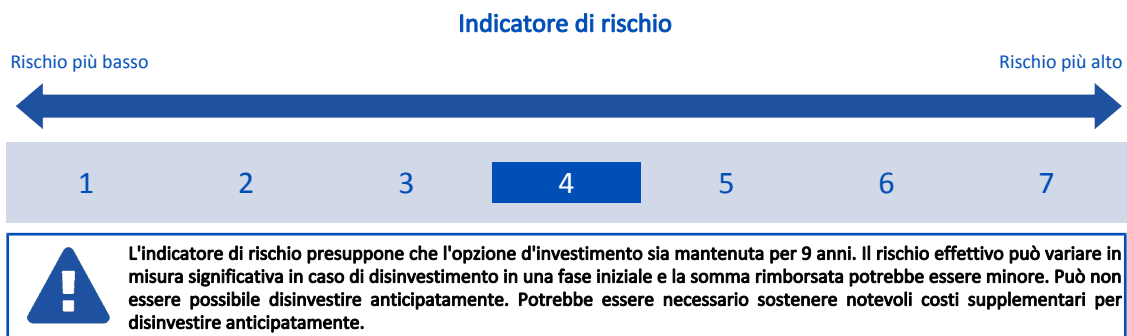 Indicatore di rischio
Rischio più basso
Rischio più alto
1 2 3 4 5 6 7
L'indicatore di rischio presuppone che l'opzione d'investimento sia mantenuta per 9 anni. Il rischio effettivo può variare in
misura significativa in caso di disinvestimento in una fase iniziale e la somma rimborsata potrebbe essere minore. Può non
essere possibile disinvestire anticipatamente. Potrebbe essere necessario sostenere notevoli costi supplementari per
disinvestire anticipatamente.